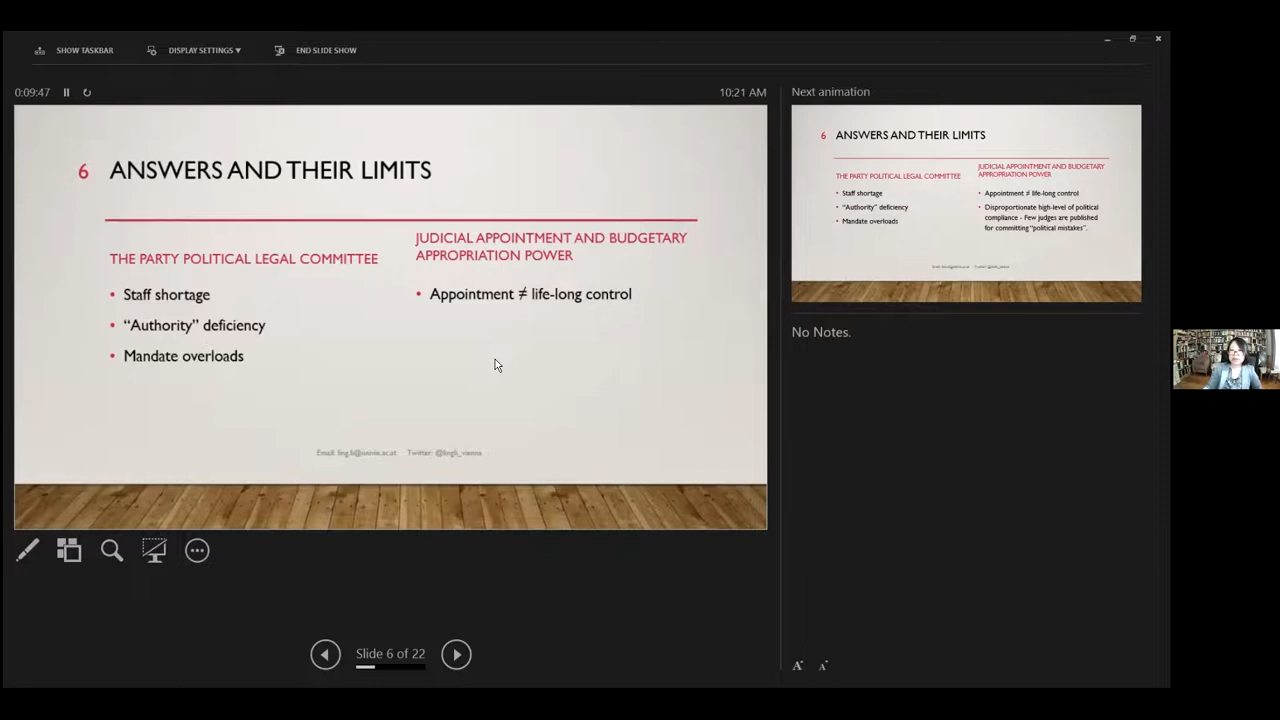 SHOW TASKBAR
DISPLAY SETTINGS ▼
END SLIDE SHOW
0:09:47
10:21 AM
6 ANSWERS AND THEIR LIMITS
THE PARTY POLITICAL LEGAL COMMITTEE
• Staff shortage
• “Authority” deficiency
• Mandate overloads
JUDICIAL APPOINTMENT AND BUDGETARY
APPROPRIATION POWER
• Appointment ≠ life-long control
Twitter: @lingli_vienna
Next animation
6 ANSWERS AND THEIR LIMITS
THE PARTY POLITICAL LEGAL COMMITTEE
• Staff shortage
• “Authority” deficiency
• Mandate overloads
JUDICIAL APPOINTMENT AND BUDGETARY
APPROPRIATION POWER
• Appointment ≠ life-long control
• Disproportionate high-level of political
compliance - Few judges are published
for committing “political mistakes”.
No Notes.
Slide 6 of 22
A A